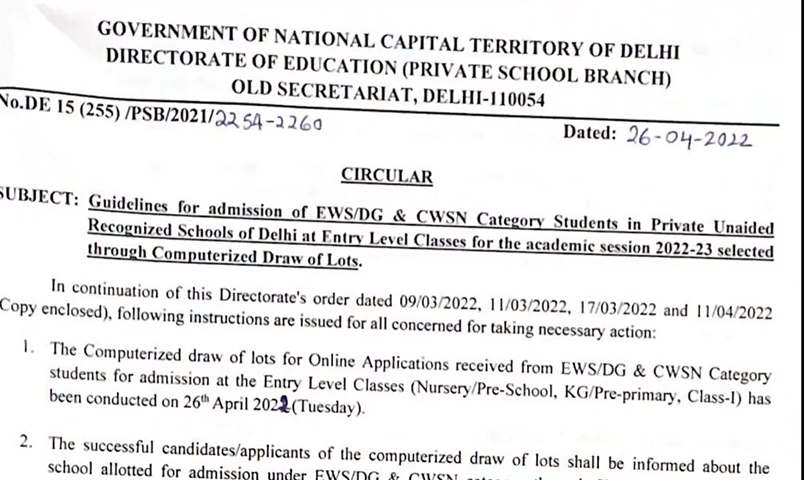 GOVERNMENT OF NATIONAL CAPITAL TERRITORY OF DELHI
DIRECTORATE OF EDUCATION (PRIVATE SCHOOL BRANCH)
OLD SECRETARIAT, DELHI-110054
No.DE 15 (255) /PSB/2021/2254-2260 Dated: 26-04-2022
CIRCULAR
SUBJECT: Guidelines for admission of EWS/DG & CWSN Category Students in Private Unaided
Recognized Schools of Delhi at Entry Level Classes for the academic session 2022-23 selected
through Computerized Draw of Lots.
In continuation of this Directorate's order dated 09/03/2022, 11/03/2022, 17/03/2022 and 11/04/2022
Copy enclosed), following instructions are issued for all concerned for taking necessary action:
1. The Computerized draw of lots for Online Applications received from EWS/DG & CWSN Category
students for admission at the Entry Level Classes (Nursery/Pre-School, KG/Pre-primary, Class-I) has
been conducted on 26th April 2022 (Tuesday).
2. The successful candidates/applicants of the computerized draw of lots shall be informed about the
school allotted for admission under EWS/DG & CWSN